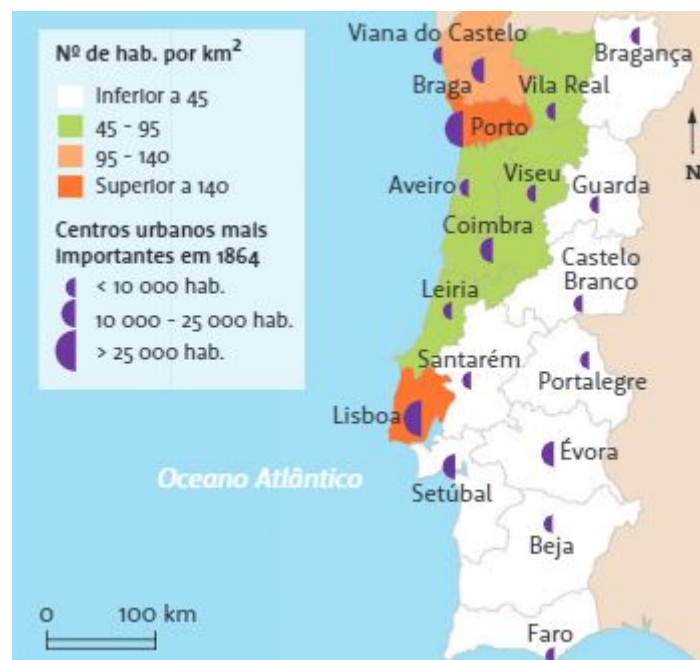 Nº de hab. por km²
Inferior a 45
45 - 95
95 - 140
Superior a 140
Centros urbanos mais
importantes em 1864
< 10 000 hab.
10 000 - 25 000 hab.
> 25 000 hab.
Viana do Castelo
Bragança
Braga
Vila Real
Porto
N
Aveiro
Viseu
Guarda
Coimbra
Castelo
Branco
Leiria
Santarém
Portalegre
Lisboa
Évora
Oceano Atlântico
Setúbal
Beja
0 100 km
Faro